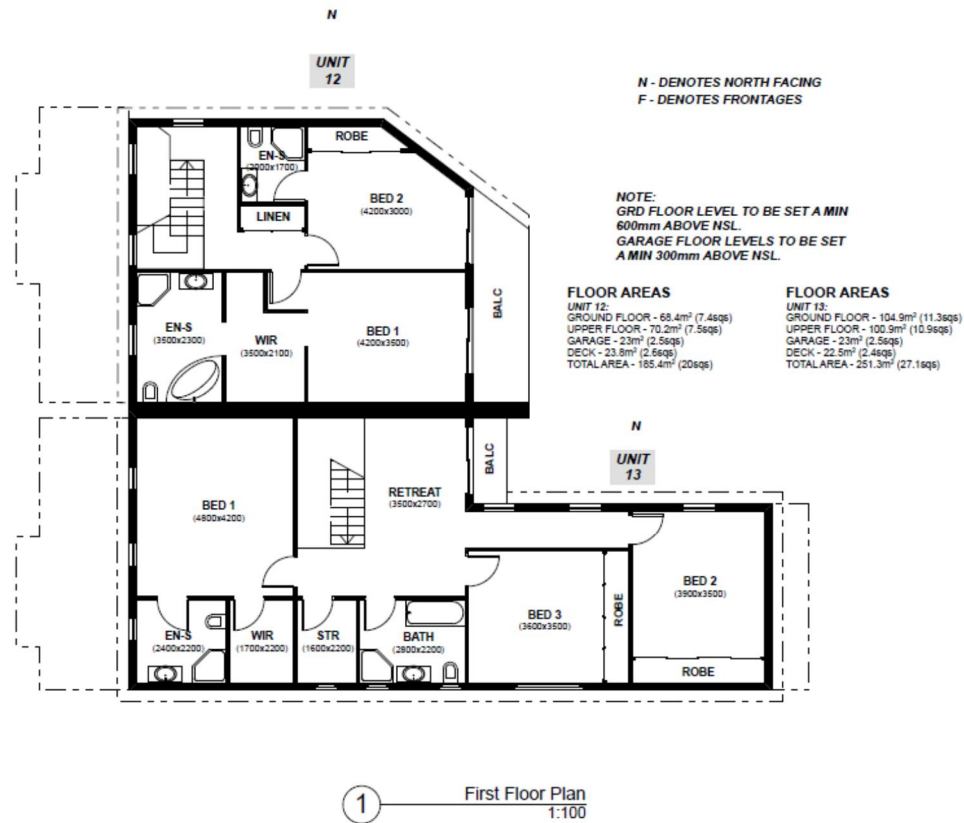 N
UNIT
12
N - DENOTES NORTH FACING
F - DENOTES FRONTAGES
NOTE:
GRD FLOOR LEVEL TO BE SET A MIN
600mm ABOVE NSL.
GARAGE FLOOR LEVELS TO BE SET
A MIN 300mm ABOVE NSL.
FLOOR AREAS
UNIT 12:
GROUND FLOOR - 68.4m² (7.4sqs)
UPPER FLOOR - 70.2m² (7.5sqs)
GARAGE - 23m² (2.5sqs)
DECK - 23.8m² (2.6sqs)
TOTAL AREA - 185.4m² (20sqs)
FLOOR AREAS
UNIT 13:
GROUND FLOOR - 104.9m² (11.3sqs)
UPPER FLOOR - 100.9m² (10.9sqs)
GARAGE - 23m² (2.5sqs)
DECK - 22.5m² (2.4sqs)
TOTAL AREA - 251.3m² (27.1sqs)
EN-S
(2000x1700)
ROBE
BED 2
(4200x3000)
LINEN
BALC
EN-S
(3500x2300)
WIR
(3500x2100)
BED 1
(4200x3500)
N
UNIT
13
BALC
BED 1
(4800x4200)
RETREAT
(3500x2700)
BED 2
(3900x3500)
BED 3
(3600x3500)
ROBE
EN-S
(2400x2200)
WIR
(1700x2200)
STR
(1600x2200)
BATH
(2800x2200)
ROBE
1
First Floor Plan
1:100